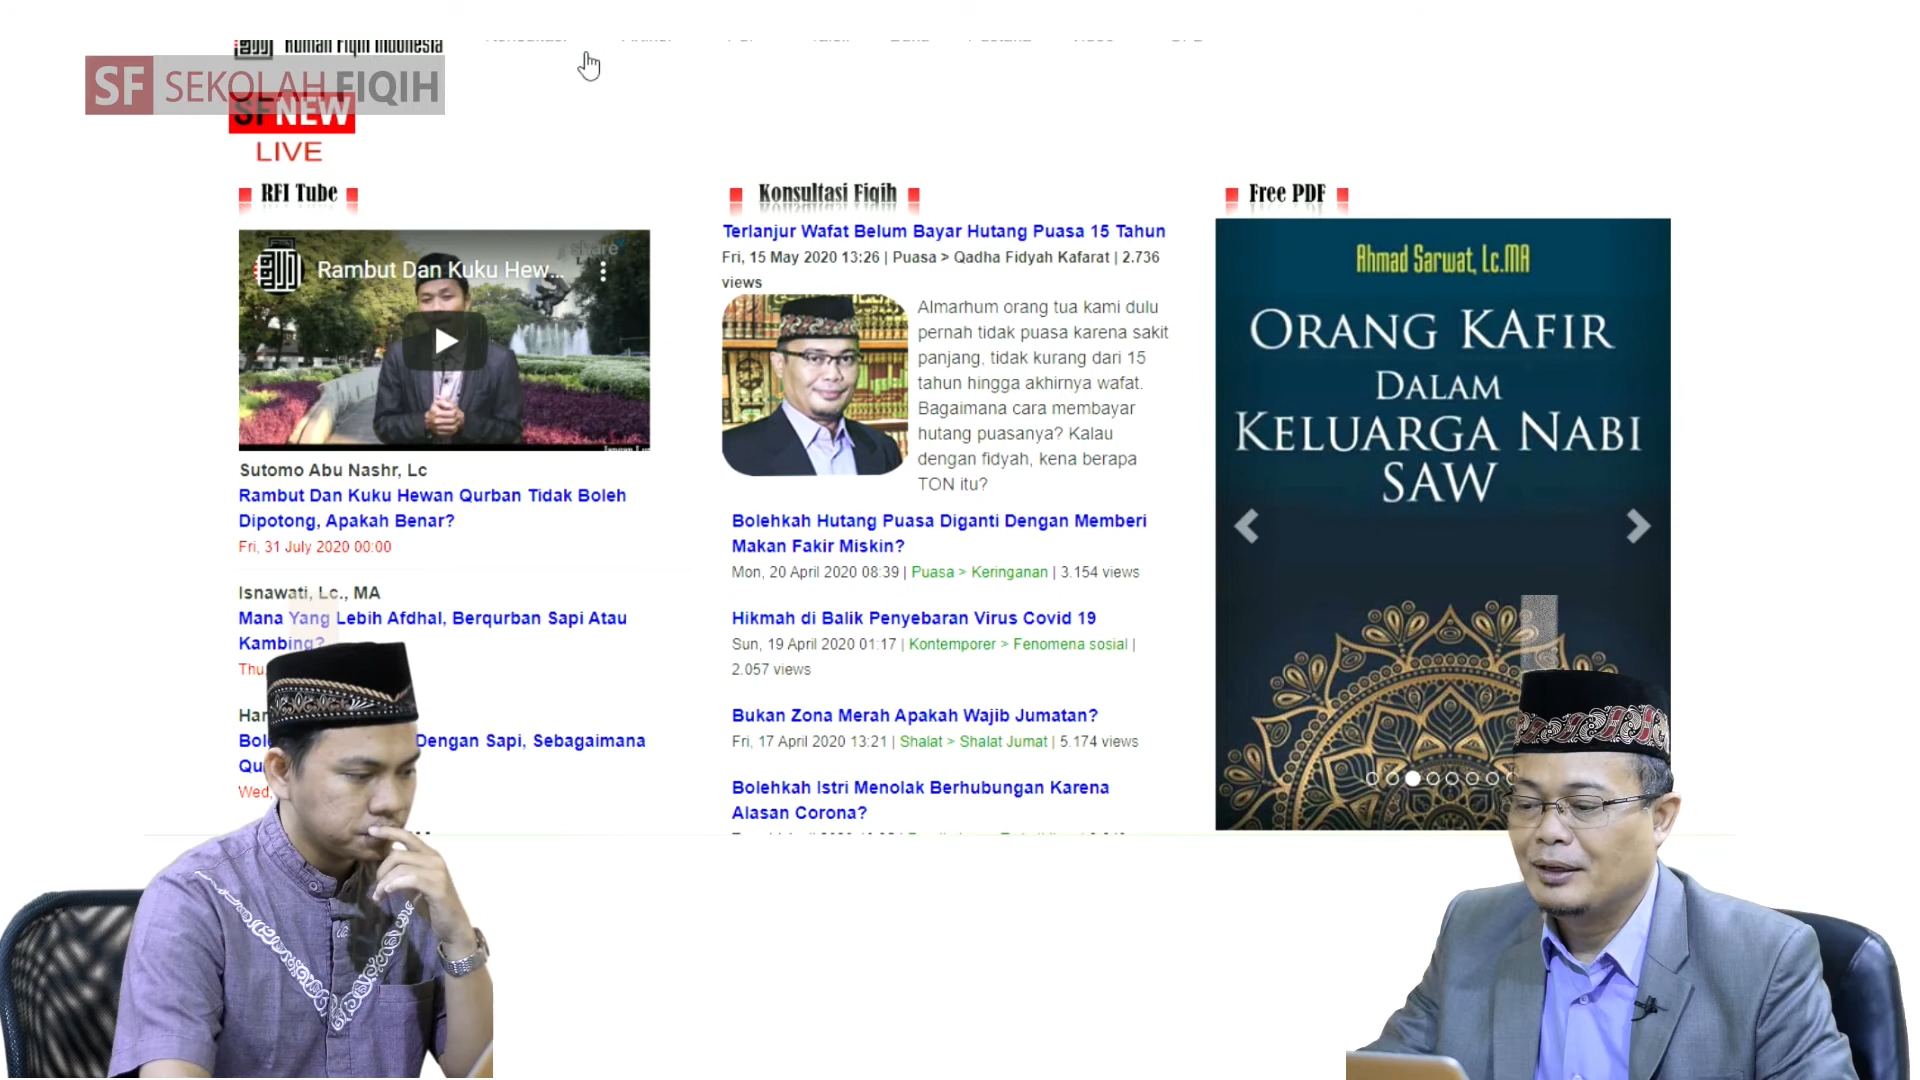 Rumah Fiqih Indonesia
SF SEKOLAH FIQIH
SF NEW
LIVE
RFI Tube
Rambut Dan Kuku Hew...
Sutomo Abu Nashr, Lc
Rambut Dan Kuku Hewan Qurban Tidak Boleh
Dipotong, Apakah Benar?
Fri, 31 July 2020 00:00
Isnawati, Lc., MA
Mana Yang Lebih Afdhal, Berqurban Sapi Atau
Kambing?
Thu
Dengan Sapi, Sebagaimana
Wed,
Konsultasi Fiqih
Terlanjur Wafat Belum Bayar Hutang Puasa 15 Tahun
Fri, 15 May 2020 13:26 | Puasa > Qadha Fidyah Kafarat | 2.736
views
Almarhum orang tua kami dulu
pernah tidak puasa karena sakit
panjang, tidak kurang dari 15
tahun hingga akhirnya wafat.
Bagaimana cara membayar
hutang puasanya? Kalau
dengan fidyah, kena berapa
TON itu?
Bolehkah Hutang Puasa Diganti Dengan Memberi
Makan Fakir Miskin?
Mon, 20 April 2020 08:39 | Puasa > Keringanan | 3.154 views
Hikmah di Balik Penyebaran Virus Covid 19
Sun, 19 April 2020 01:17 | Kontemporer > Fenomena sosial |
2.057 views
Bukan Zona Merah Apakah Wajib Jumatan?
Fri, 17 April 2020 13:21 | Shalat > Shalat Jumat | 5.174 views
Bolehkah Istri Menolak Berhubungan Karena
Alasan Corona?
Free PDF
Ahmad Sarwat, Lc.MA
ORANG KAFIR
DALAM
KELUARGA NABI
SAW